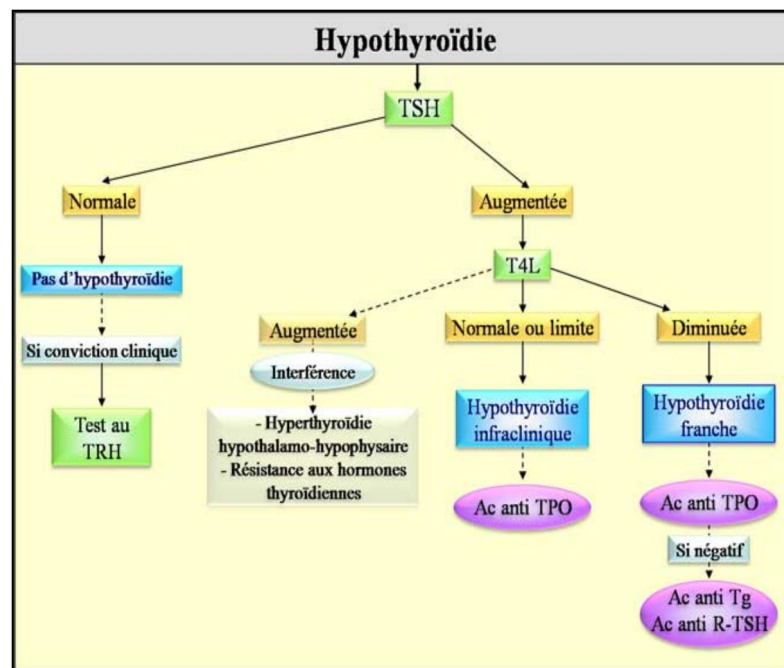 Hypothyroïdie
TSH
Normale
Augmentée
Pas d'hypothyroïdie
T4L
Si conviction clinique
Augmentée
Normale ou limite
Diminuée
Interférence
Test au
TRH
- Hyperthyroïdie
hypothalamo-hypophysaire
- Résistance aux hormones
thyroïdiennes
Hypothyroïdie
infraclinique
Hypothyroïdie
franche
Ac anti TPO
Ac anti TPO
Si négatif
Ac anti Tg
Ac anti R-TSH